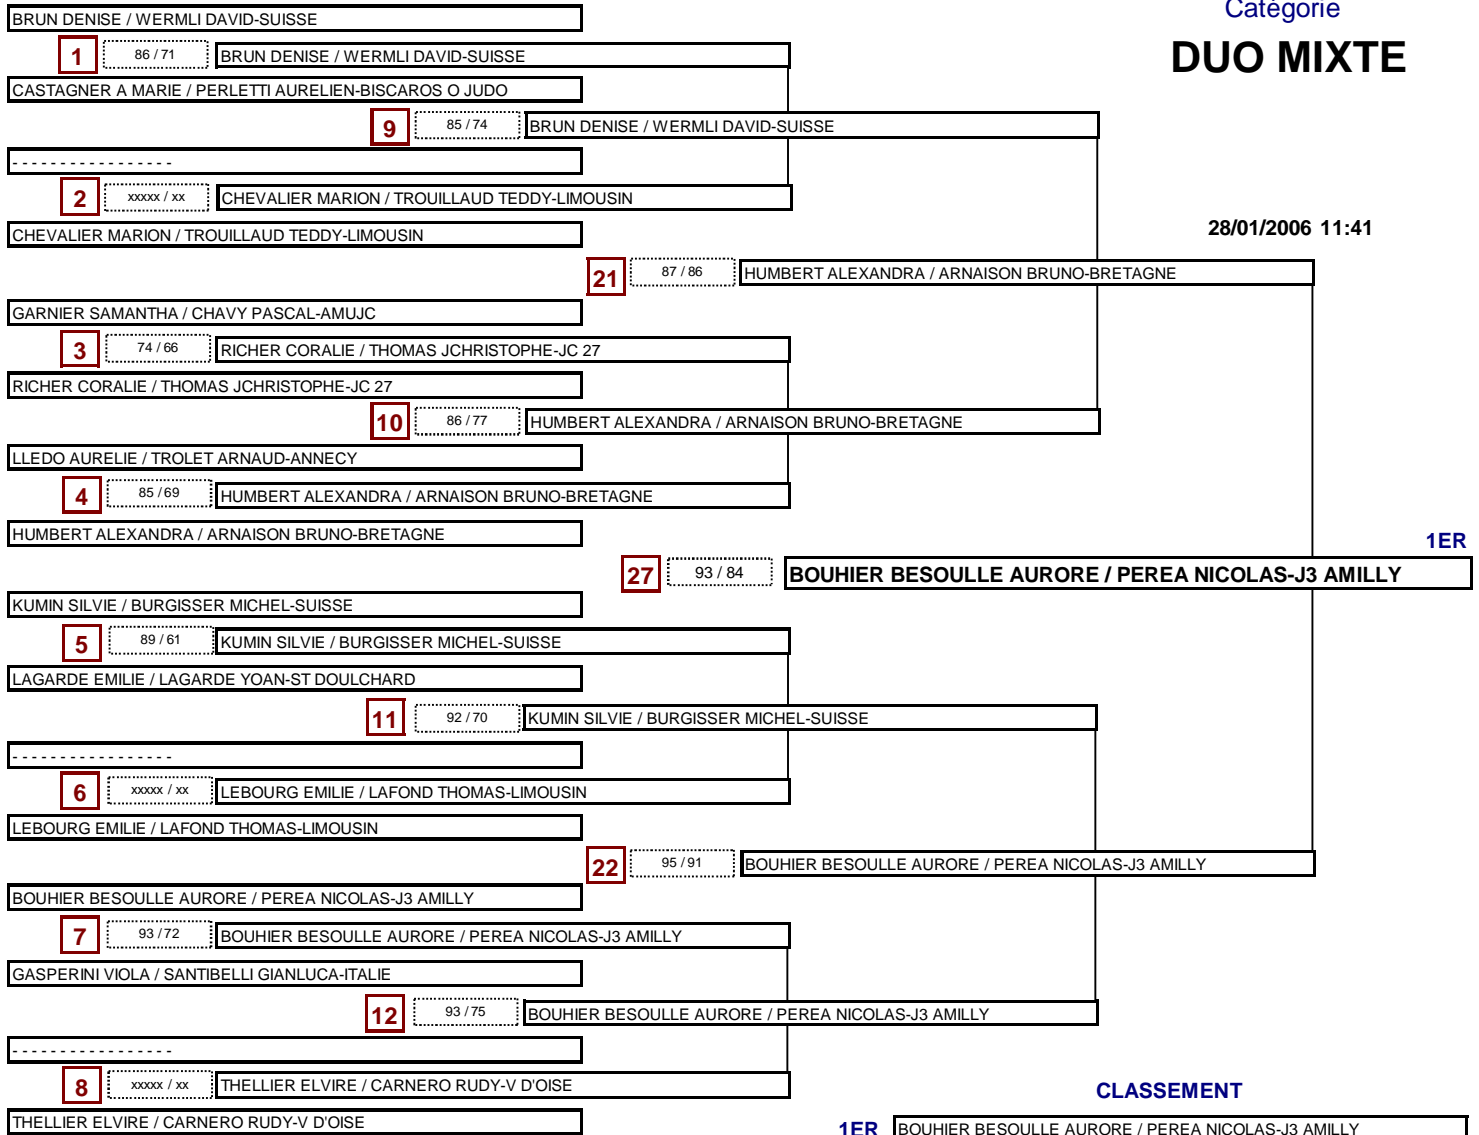 Catégorie
DUO MIXTE
28/01/2006 11:41
BRUN DENISE / WERMLI DAVID-SUISSE
1 86 / 71 BRUN DENISE / WERMLI DAVID-SUISSE
CASTAGNER A MARIE / PERLETTI AURELIEN-BISCAROS O JUDO
9 85 / 74 BRUN DENISE / WERMLI DAVID-SUISSE
- - - - - - - - - - - - - - - - -
2 xxxxx / xx CHEVALIER MARION / TROUILLAUD TEDDY-LIMOUSIN
CHEVALIER MARION / TROUILLAUD TEDDY-LIMOUSIN
21 87 / 86 HUMBERT ALEXANDRA / ARNAISON BRUNO-BRETAGNE
GARNIER SAMANTHA / CHAVY PASCAL-AMUJC
3 74 / 66 RICHER CORALIE / THOMAS JCHRISTOPHE-JC 27
RICHER CORALIE / THOMAS JCHRISTOPHE-JC 27
10 86 / 77 HUMBERT ALEXANDRA / ARNAISON BRUNO-BRETAGNE
LLEDO AURELIE / TROLET ARNAUD-ANNECY
4 85 / 69 HUMBERT ALEXANDRA / ARNAISON BRUNO-BRETAGNE
HUMBERT ALEXANDRA / ARNAISON BRUNO-BRETAGNE
1ER
27 93 / 84 BOUHIER BESOULLE AURORE / PEREA NICOLAS-J3 AMILLY
KUMIN SILVIE / BURGISSER MICHEL-SUISSE
5 89 / 61 KUMIN SILVIE / BURGISSER MICHEL-SUISSE
LAGARDE EMILIE / LAGARDE YOAN-ST DOULCHARD
11 92 / 70 KUMIN SILVIE / BURGISSER MICHEL-SUISSE
- - - - - - - - - - - - - - - - -
6 xxxxx / xx LEBOURG EMILIE / LAFOND THOMAS-LIMOUSIN
LEBOURG EMILIE / LAFOND THOMAS-LIMOUSIN
22 95 / 91 BOUHIER BESOULLE AURORE / PEREA NICOLAS-J3 AMILLY
BOUHIER BESOULLE AURORE / PEREA NICOLAS-J3 AMILLY
7 93 / 72 BOUHIER BESOULLE AURORE / PEREA NICOLAS-J3 AMILLY
GASPERINI VIOLA / SANTIBELLI GIANLUCA-ITALIE
12 93 / 75 BOUHIER BESOULLE AURORE / PEREA NICOLAS-J3 AMILLY
- - - - - - - - - - - - - - - - -
8 xxxxx / xx THELLIER ELVIRE / CARNERO RUDY-V D'OISE
THELLIER ELVIRE / CARNERO RUDY-V D'OISE
CLASSEMENT
1ER BOUHIER BESOULLE AURORE / PEREA NICOLAS-J3 AMILLY